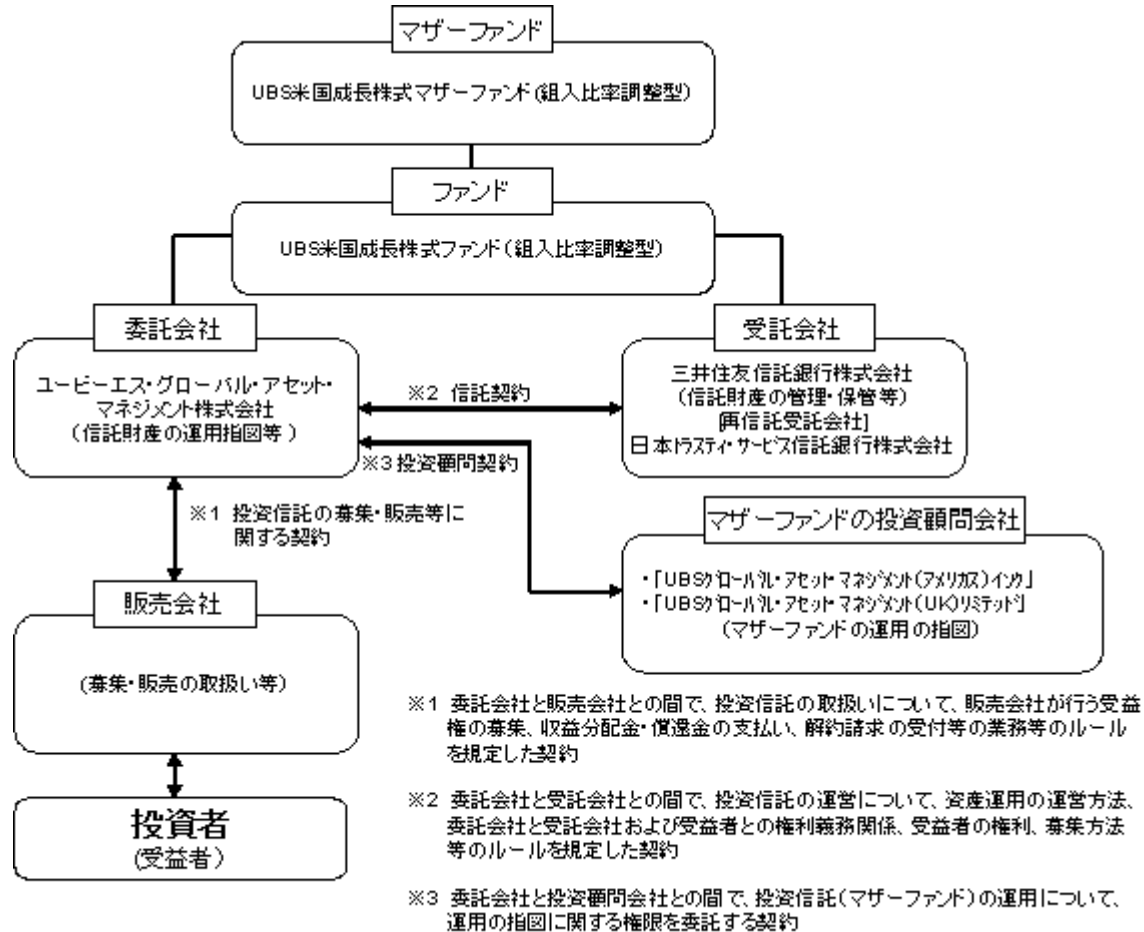 マザーファンド
UBS米国成長株式マザーファンド(組入比率調整型)
ファンド
UBS米国成長株式ファンド(組入比率調整型)
委託会社
ユービーエス・グローバル・アセット・
マネジメント株式会社
(信託財産の運用指図等)
※2 信託契約
受託会社
三井住友信託銀行株式会社
(信託財産の管理・保管等)
[再信託受託会社]
日本ﾄﾗｽﾃｨ・ｻｰﾋﾞｽ信託銀行株式会社
※3投資顧問契約
※1 投資信託の募集・販売等に
関する契約
マザーファンドの投資顧問会社
・「UBSｸﾞﾛｰﾊﾞﾙ・ｱｾｯﾄ・ﾏﾈｼﾞﾒﾝﾄ(ｱﾒﾘｶｽ)ｲﾝｸ」
・「UBSｸﾞﾛｰﾊﾞﾙ・ｱｾｯﾄ・ﾏﾈｼﾞﾒﾝﾄ(UK)ﾘﾐﾃｯﾄﾞ」
(マザーファンドの運用の指図)
販売会社
(募集・販売の取扱い等)
投資者
(受益者)
※1 委託会社と販売会社との間で、投資信託の取扱いについて、販売会社が行う受益
権の募集、収益分配金・償還金の支払い、解約請求の受付等の業務等のルール
を規定した契約
※2 委託会社と受託会社との間で、投資信託の運営について、資産運用の運営方法、
委託会社と受託会社および受益者との権利義務関係、受益者の権利、募集方法
等のルールを規定した契約
※3 委託会社と投資顧問会社との間で、投資信託(マザーファンド)の運用について、
運用の指図に関する権限を委託する契約